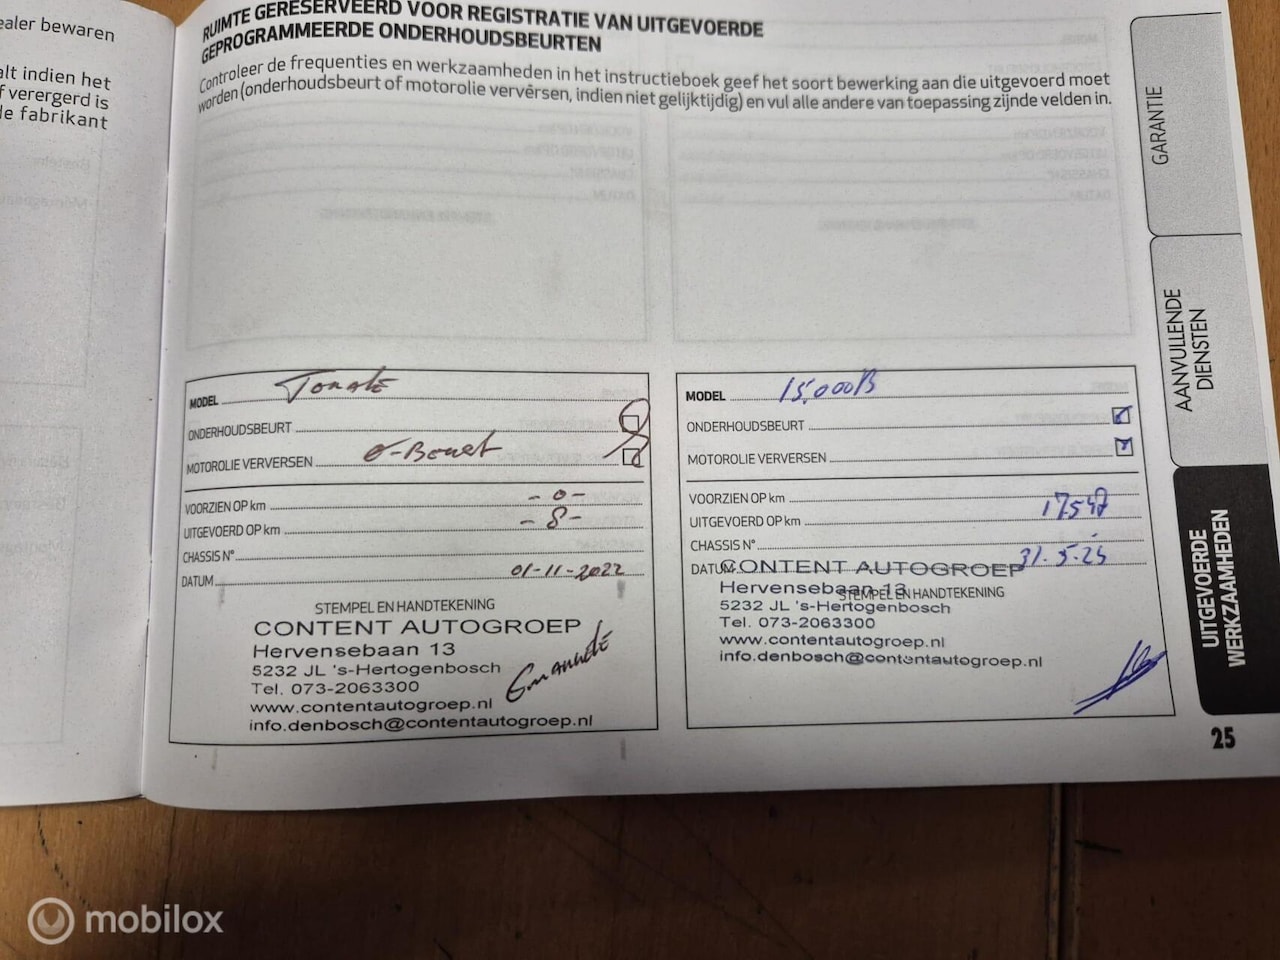 ealer bewaren
alt indien het
f verergerd is
le fabrikant
RUIMTE GERESERVEERD VOOR REGISTRATIE VAN UITGEVOERDE
GEPROGRAMMEERDE ONDERHOUDSBEURTEN
Controleer de frequenties en werkzaamheden in het instructieboek geef het soort bewerking aan die uitgevoerd moet
worden (onderhoudsbeurt of motorolie vervêrsen, indien niet gelijktijdig) en vul alle andere van toepassing zijnde velden in.
MODEL Tonale
ONDERHOUDSBEURT
MOTOROLIE VERVERSEN 0-Beurt
VOORZIEN OP km -0-
UITGEVOERD OP km -8-
CHASSIS N°
DATUM 01-11-2022
STEMPEL EN HANDTEKENING
CONTENT AUTOGROEP
Hervensebaan 13
5232 JL 's-Hertogenbosch
Tel. 073-2063300
www.contentautogroep.nl
info.denbosch@contentautogroep.nl
MODEL 15.000B
ONDERHOUDSBEURT
MOTOROLIE VERVERSEN
VOORZIEN OP km
UITGEVOERD OP km
CHASSIS N°
DATUM
CONTENT AUTOGROEP
STEMPEL EN HANDTEKENING
Hervensebaan 13
5232 JL 's-Hertogenbosch
Tel. 073-2063300
www.contentautogroep.nl
info.denbosch@contentautogroep.nl
GARANTIE
AANVULLENDE
DIENSTEN
UITGEVOERDE
WERKZAAMHEDEN
25
mobilox